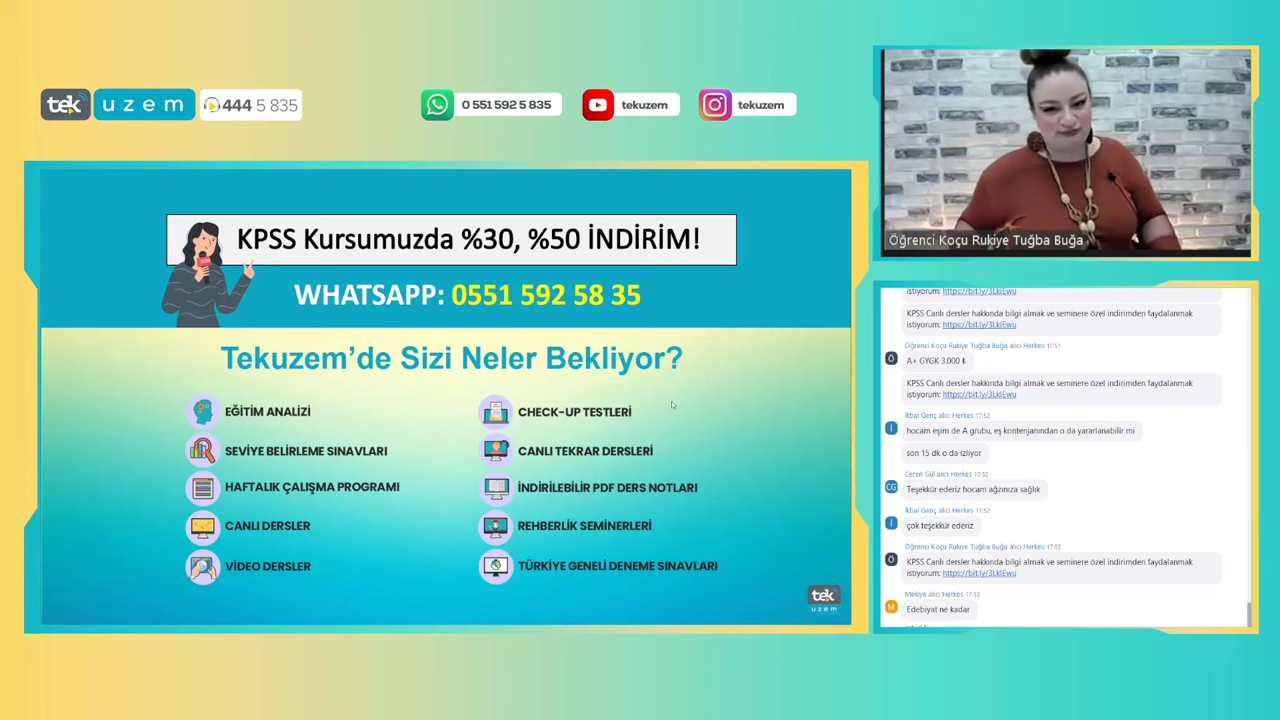 tek uzem 444 5 835
0 551 592 5 835
tekuzem
tekuzem
KPSS Kursumuzda %30, %50 İNDİRİM!
WHATSAPP: 0551 592 58 35
Tekuzem’de Sizi Neler Bekliyor?
EĞİTİM ANALİZİ
SEVİYE BELİRLEME SINAVLARI
HAFTALIK ÇALIŞMA PROGRAMI
CANLI DERSLER
VİDEO DERSLER
CHECK-UP TESTLERİ
CANLI TEKRAR DERSLERİ
İNDİRİLEBİLİR PDF DERS NOTLARI
REHBERLİK SEMİNERLERİ
TÜRKİYE GENELİ DENEME SINAVLARI
tek
uzem
Öğrenci Koçu Rukiye Tuğba Buğa
istiyorum: https://bit.ly/3LklEwu
KPSS Canlı dersler hakkında bilgi almak ve seminere özel indirimden faydalanmak
istiyorum: https://bit.ly/3LklEwu
Öğrenci Koçu Rukiye Tuğba Buğa alıcı Herkes 17:51
Ö
A+ GYGK 3.000 ₺
KPSS Canlı dersler hakkında bilgi almak ve seminere özel indirimden faydalanmak
istiyorum: https://bit.ly/3LklEwu
İkbal Genç alıcı Herkes 17:52
İ
hocam eşim de A grubu, eş kontenjanından o da yararlanabilir mi
son 15 dk o da izliyor
Ceren Gül alıcı Herkes 17:52
CG
Teşekkür ederiz hocam ağzınıza sağlık
İkbal Genç alıcı Herkes 17:52
İ
çok teşekkür ederiz
Öğrenci Koçu Rukiye Tuğba Buğa alıcı Herkes 17:53
Ö
KPSS Canlı dersler hakkında bilgi almak ve seminere özel indirimden faydalanmak
istiyorum: https://bit.ly/3LklEwu
Mekiye alıcı Herkes 17:53
M
Edebiyat ne kadar